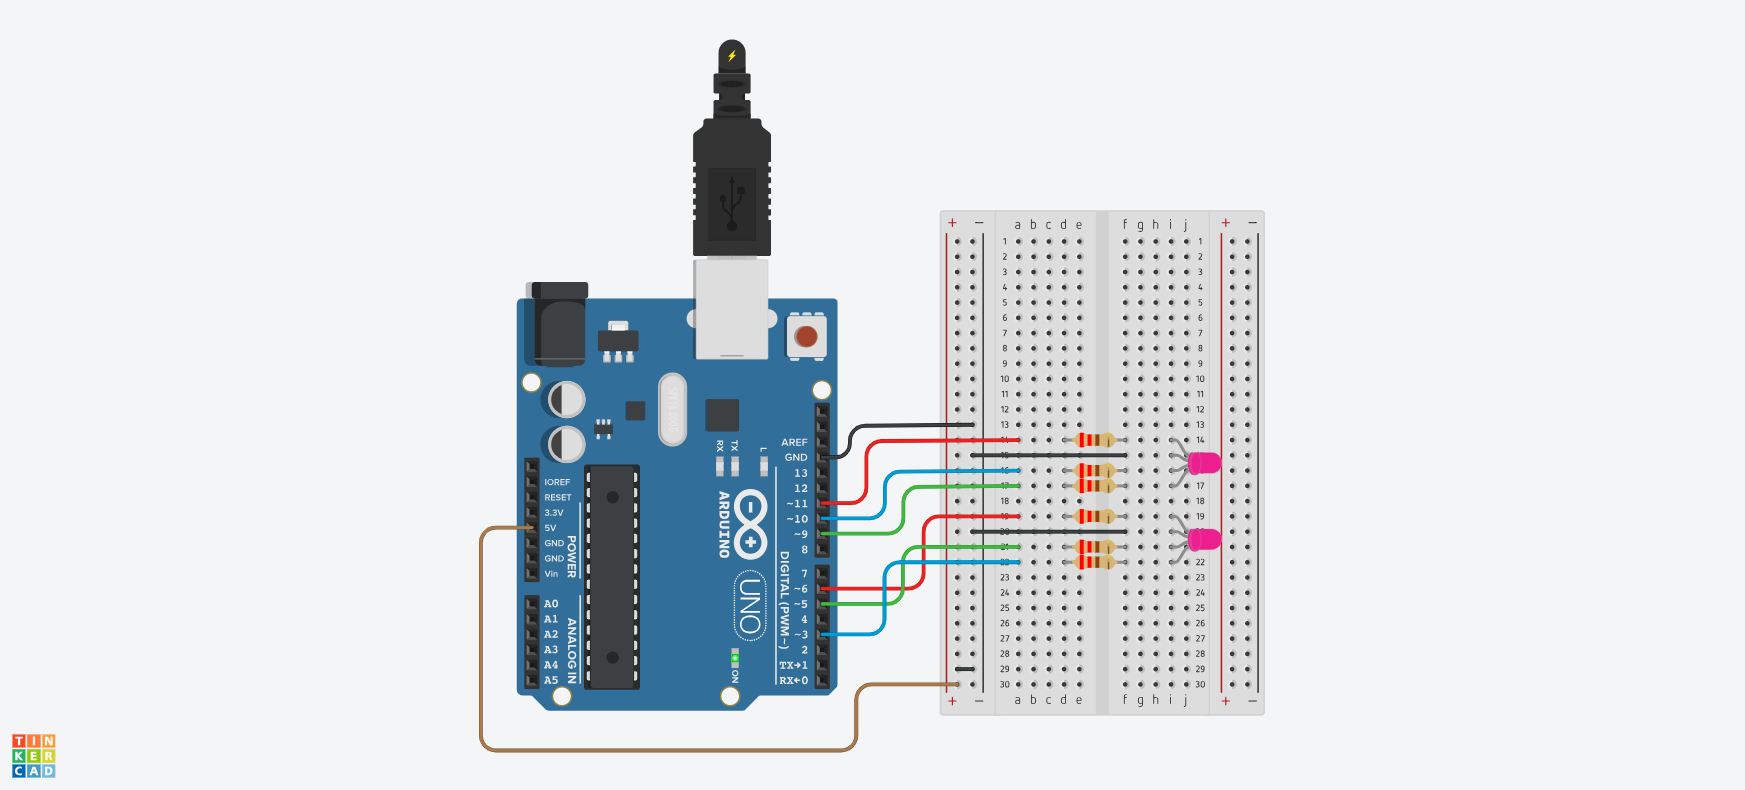 + − a b c d e f g h i j + −
1 1
2 2
3 3
4 4
5 5
6 6
7 7
8 8
9 9
10 10
11 11
12 12
13 13
14 14
15
16
17 17
18 18
19 19
20
21
22 22
23 23
24 24
25 25
26 26
27 27
28 28
29 29
30 30
+ − a b c d e f g h i j + −
AREF
GND
13
12
~11
~10
~9
8
7
~6
~5
4
~3
2
TX→1
RX←0
DIGITAL (PWM~)
RX
TX
L
ARDUINO
UNO
ON
IOREF
RESET
3.3V
5V
GND
GND
Vin
POWER
A0
A1
A2
A3
A4
A5
ANALOG IN
TIN
KER
CAD